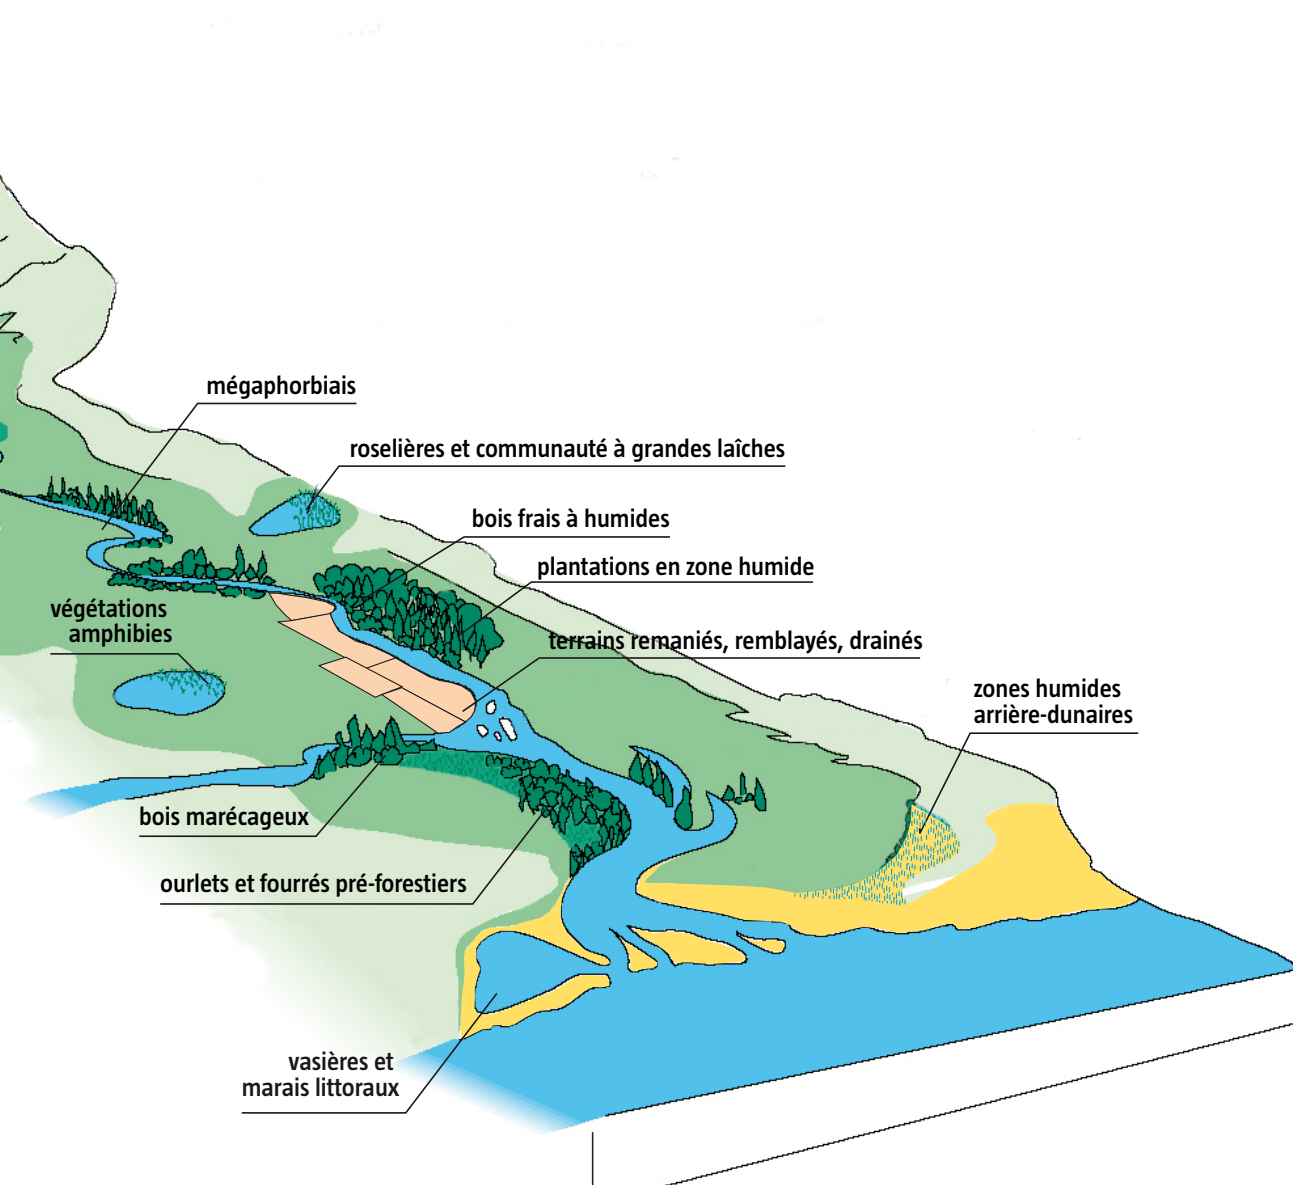 mégaphorbiais
roselières et communauté à grandes laîches
bois frais à humides
plantations en zone humide
végétations
amphibies
terrains remaniés, remblayés, drainés
zones humides
arrière-dunaires
bois marécageux
ourlets et fourrés pré-forestiers
vasières et
marais littoraux